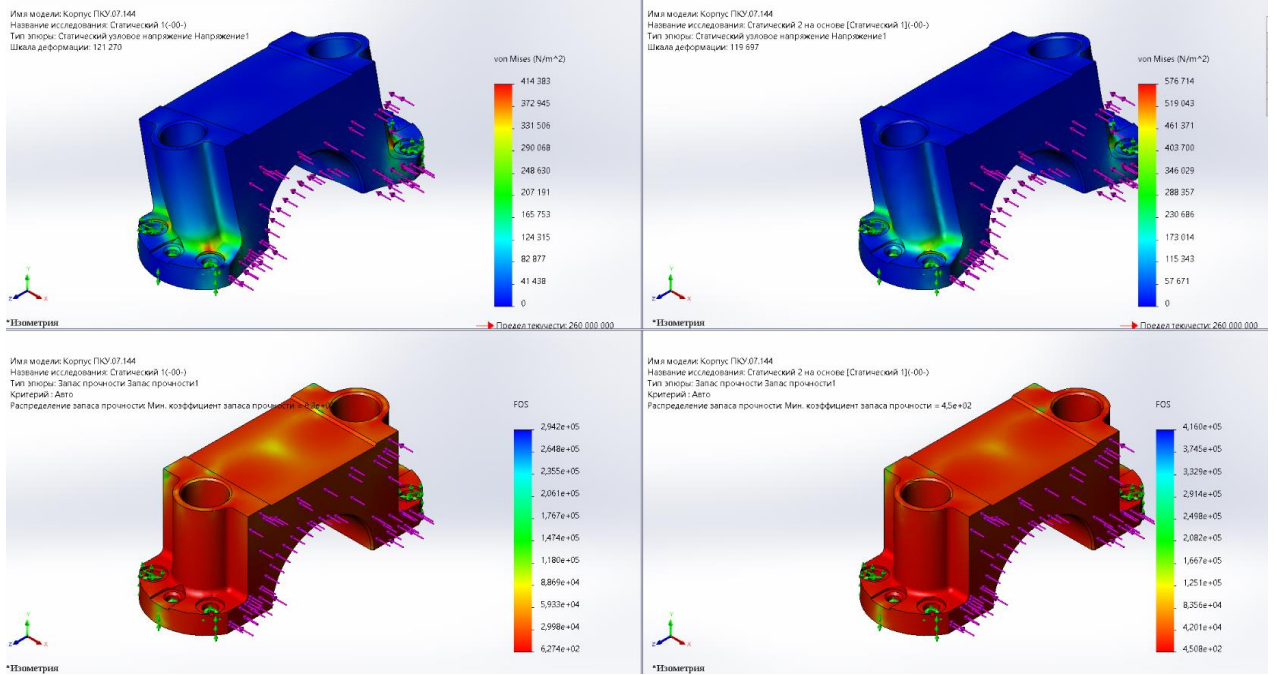 Имя модели: Корпус ПКУ.07.144
Название исследования: Статический 1(-00-)
Тип эпюры: Статический узловое напряжение Напряжение1
Шкала деформации: 121 270
von Mises (N/m^2)
414 383
372 945
331 506
290 068
248 630
207 191
165 753
124 315
82 877
41 438
0
Предел текучести: 260 000 000
Y
Z
X
*Изометрия
Имя модели: Корпус ПКУ.07.144
Название исследования: Статический 2 на основе [Статический 1](-00-)
Тип эпюры: Статический узловое напряжение Напряжение1
Шкала деформации: 119 697
von Mises (N/m^2)
576 714
519 043
461 371
403 700
346 029
288 357
230 686
173 014
115 343
57 671
0
Предел текучести: 260 000 000
Y
Z
X
*Изометрия
Имя модели: Корпус ПКУ.07.144
Название исследования: Статический 1(-00-)
Тип эпюры: Запас прочности Запас прочности1
Критерий : Авто
Распределение запаса прочности: Мин. коэффициент запаса прочности =
FOS
2,942e+05
2,648e+05
2,355e+05
2,061e+05
1,767e+05
1,474e+05
1,180e+05
8,869e+04
5,933e+04
2,998e+04
6,274e+02
Y
Z
X
*Изометрия
Имя модели: Корпус ПКУ.07.144
Название исследования: Статический 2 на основе [Статический 1](-00-)
Тип эпюры: Запас прочности Запас прочности1
Критерий : Авто
Распределение запаса прочности: Мин. коэффициент запаса прочности = 4,5e+02
FOS
4,160e+05
3,745e+05
3,329e+05
2,914e+05
2,498e+05
2,082e+05
1,667e+05
1,251e+05
8,356e+04
4,201e+04
4,508e+02
Y
Z
X
*Изометрия